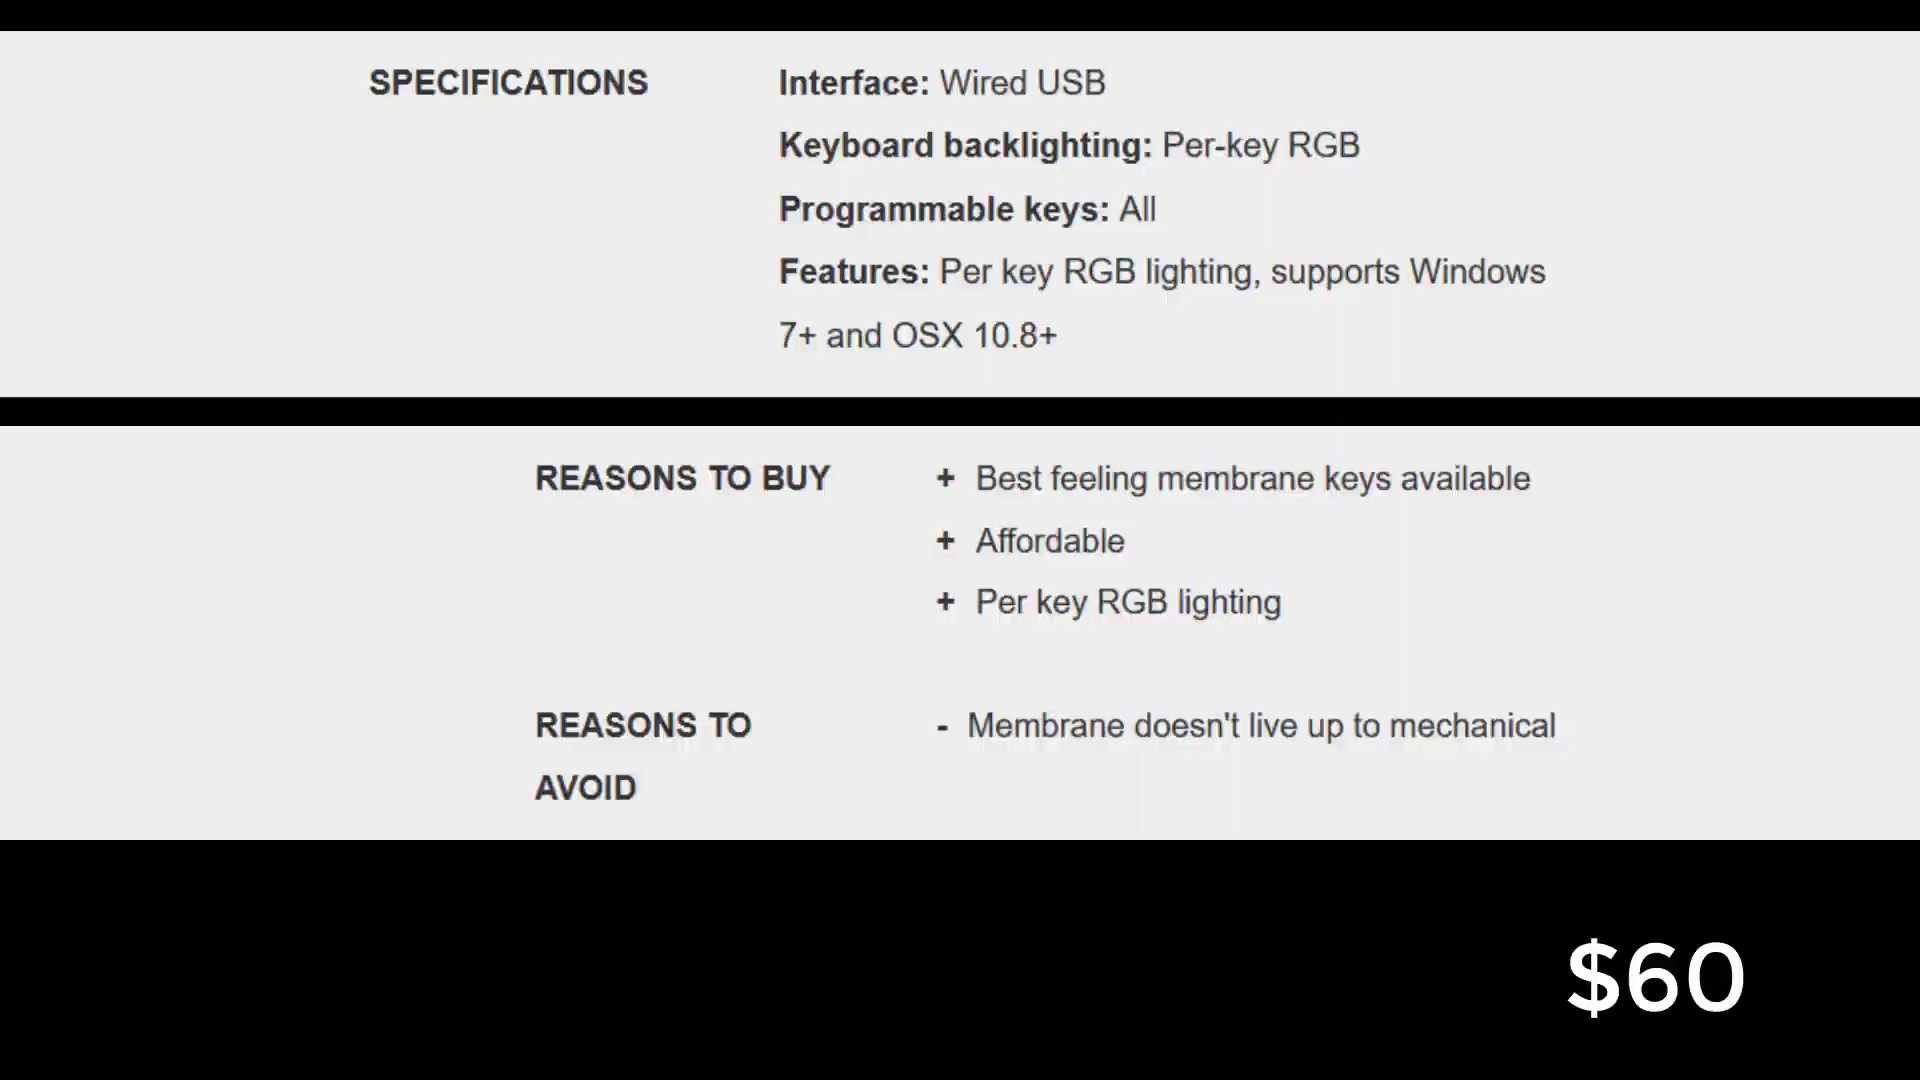 SPECIFICATIONS
Interface: Wired USB
Keyboard backlighting: Per-key RGB
Programmable keys: All
Features: Per key RGB lighting, supports Windows
7+ and OSX 10.8+
REASONS TO BUY
+ Best feeling membrane keys available
+ Affordable
+ Per key RGB lighting
REASONS TO
AVOID
- Membrane doesn't live up to mechanical
$60